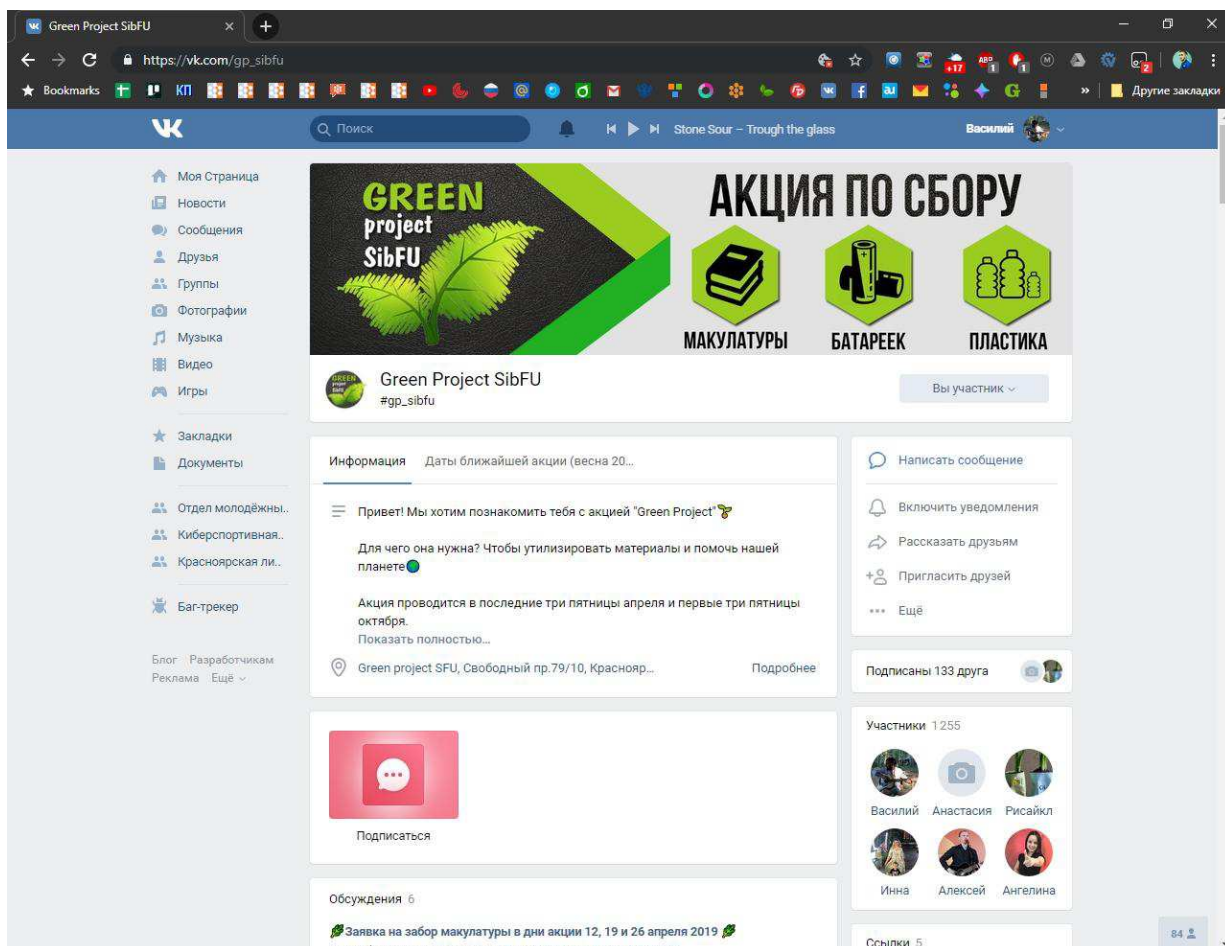 Green Project SibFU
https://vk.com/gp_sibfu
Bookmarks
КП
Другие закладки
Поиск
Stone Sour – Trough the glass
Василий
Моя Страница
Новости
Сообщения
Друзья
Группы
Фотографии
Музыка
Видео
Игры
Закладки
Документы
Отдел молодёжны..
Киберспортивная..
Красноярская ли..
Баг-трекер
Блог Разработчикам
Реклама Ещё
GREEN
project
SibFU
АКЦИЯ ПО СБОРУ
МАКУЛАТУРЫ
БАТАРЕЕК
ПЛАСТИКА
Green Project SibFU
#gp_sibfu
Вы участник
Информация Даты ближайшей акции (весна 20...
Привет! Мы хотим познакомить тебя с акцией "Green Project"
Для чего она нужна? Чтобы утилизировать материалы и помочь нашей
планете
Акция проводится в последние три пятницы апреля и первые три пятницы
октября.
Показать полностью...
Green project SFU, Свободный пр.79/10, Краснояр... Подробнее
Подписаться
Обсуждения 6
Заявка на забор макулатуры в дни акции 12, 19 и 26 апреля 2019
Написать сообщение
Включить уведомления
Рассказать друзьям
Пригласить друзей
Ещё
Подписаны 133 друга
Участники 1255
Василий Анастасия Рисайкл
Инна Алексей Ангелина
Ссылки 5
84